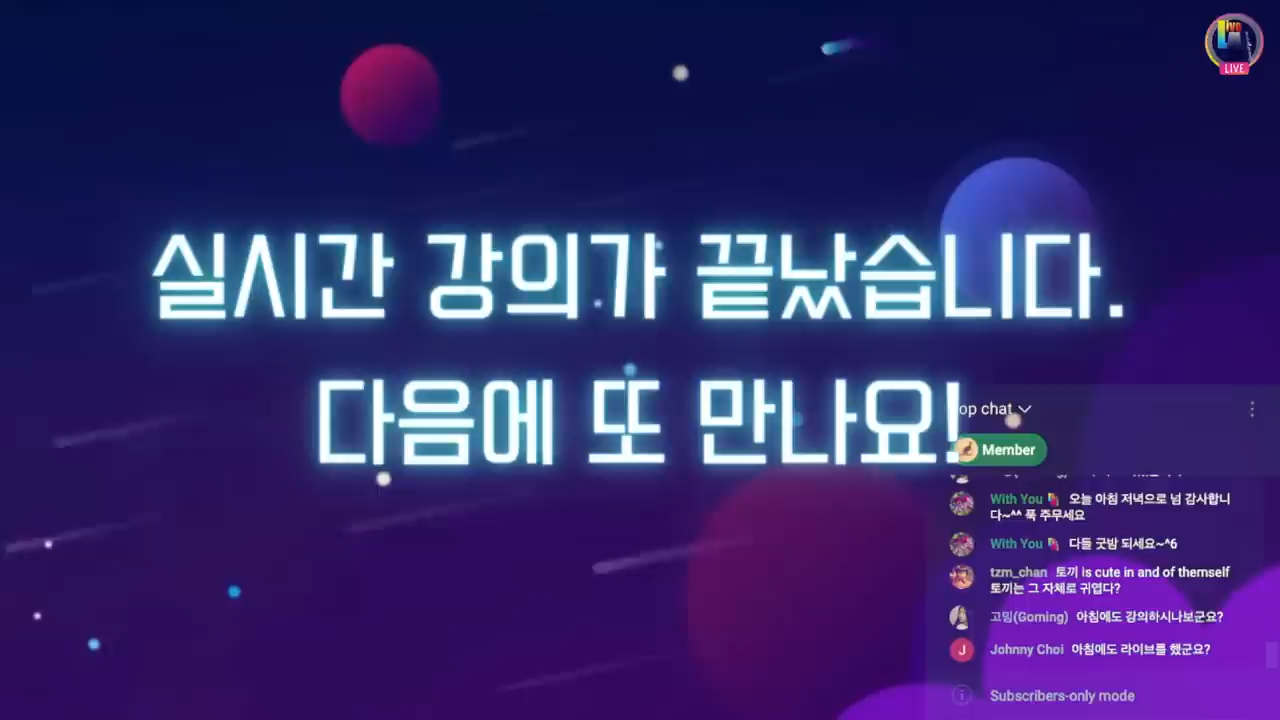 Live
LIVE
실시간 강의가 끝났습니다.
다음에 또 만나요!
op chat
Member
With You 오늘 아침 저녁으로 넘 감사합니
다~^^ 푹 주무세요
With You 다들 굿밤 되세요~^6
tzm_chan 토끼 is cute in and of themself
토끼는 그 자체로 귀엽다?
고밍(Goming) 아침에도 강의하시나보군요?
Johnny Choi 아침에도 라이브를 했군요?
J
Subscribers-only mode